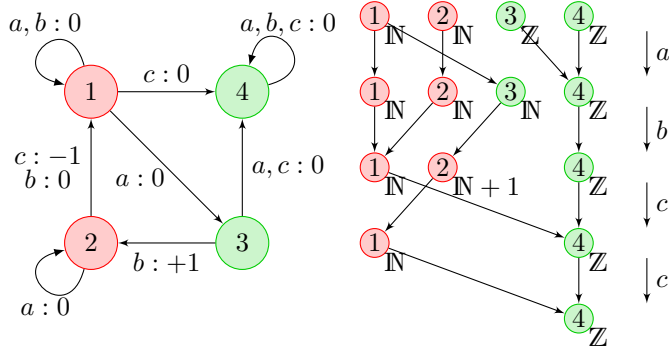 a, b : 0
a, b, c : 0
1
c : 0
4
c : −1
b : 0
a : 0
a, c : 0
2
b : +1
3
a : 0
1 ℕ 2 ℕ 3 ℤ 4 ℤ
a
1 ℕ 2 ℕ 3 ℕ 4 ℤ
b
1 ℕ 2 ℕ + 1 4 ℤ
c
1 ℕ 4 ℤ
c
4 ℤ